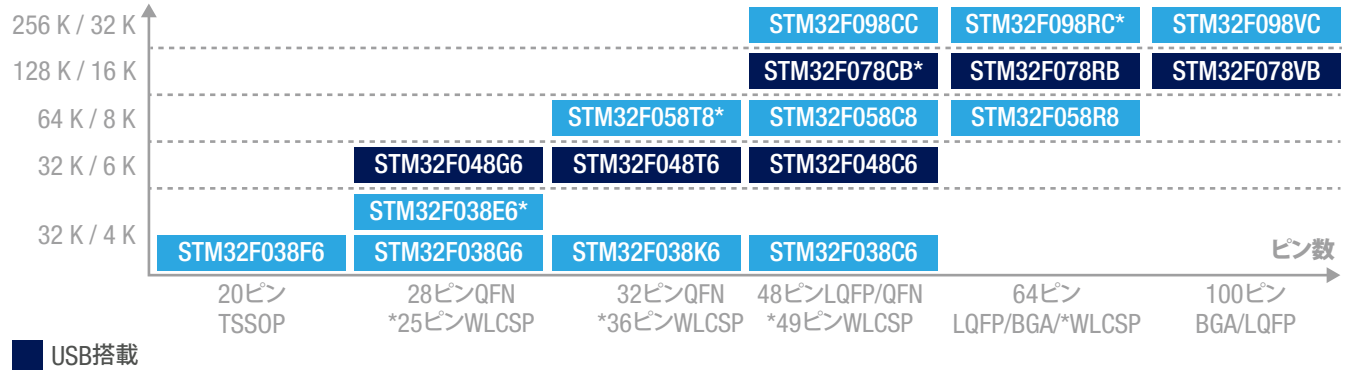 256 K / 32 K
STM32F098CC STM32F098RC* STM32F098VC
128 K / 16 K
STM32F078CB* STM32F078RB STM32F078VB
64 K / 8 K
STM32F058T8* STM32F058C8 STM32F058R8
32 K / 6 K
STM32F048G6 STM32F048T6 STM32F048C6
STM32F038E6*
32 K / 4 K
STM32F038F6 STM32F038G6 STM32F038K6 STM32F038C6
ピン数
20ピン 28ピンQFN 32ピンQFN 48ピンLQFP/QFN 64ピン 100ピン
TSSOP *25ピンWLCSP *36ピンWLCSP *49ピンWLCSP LQFP/BGA/*WLCSP BGA/LQFP
USB搭載